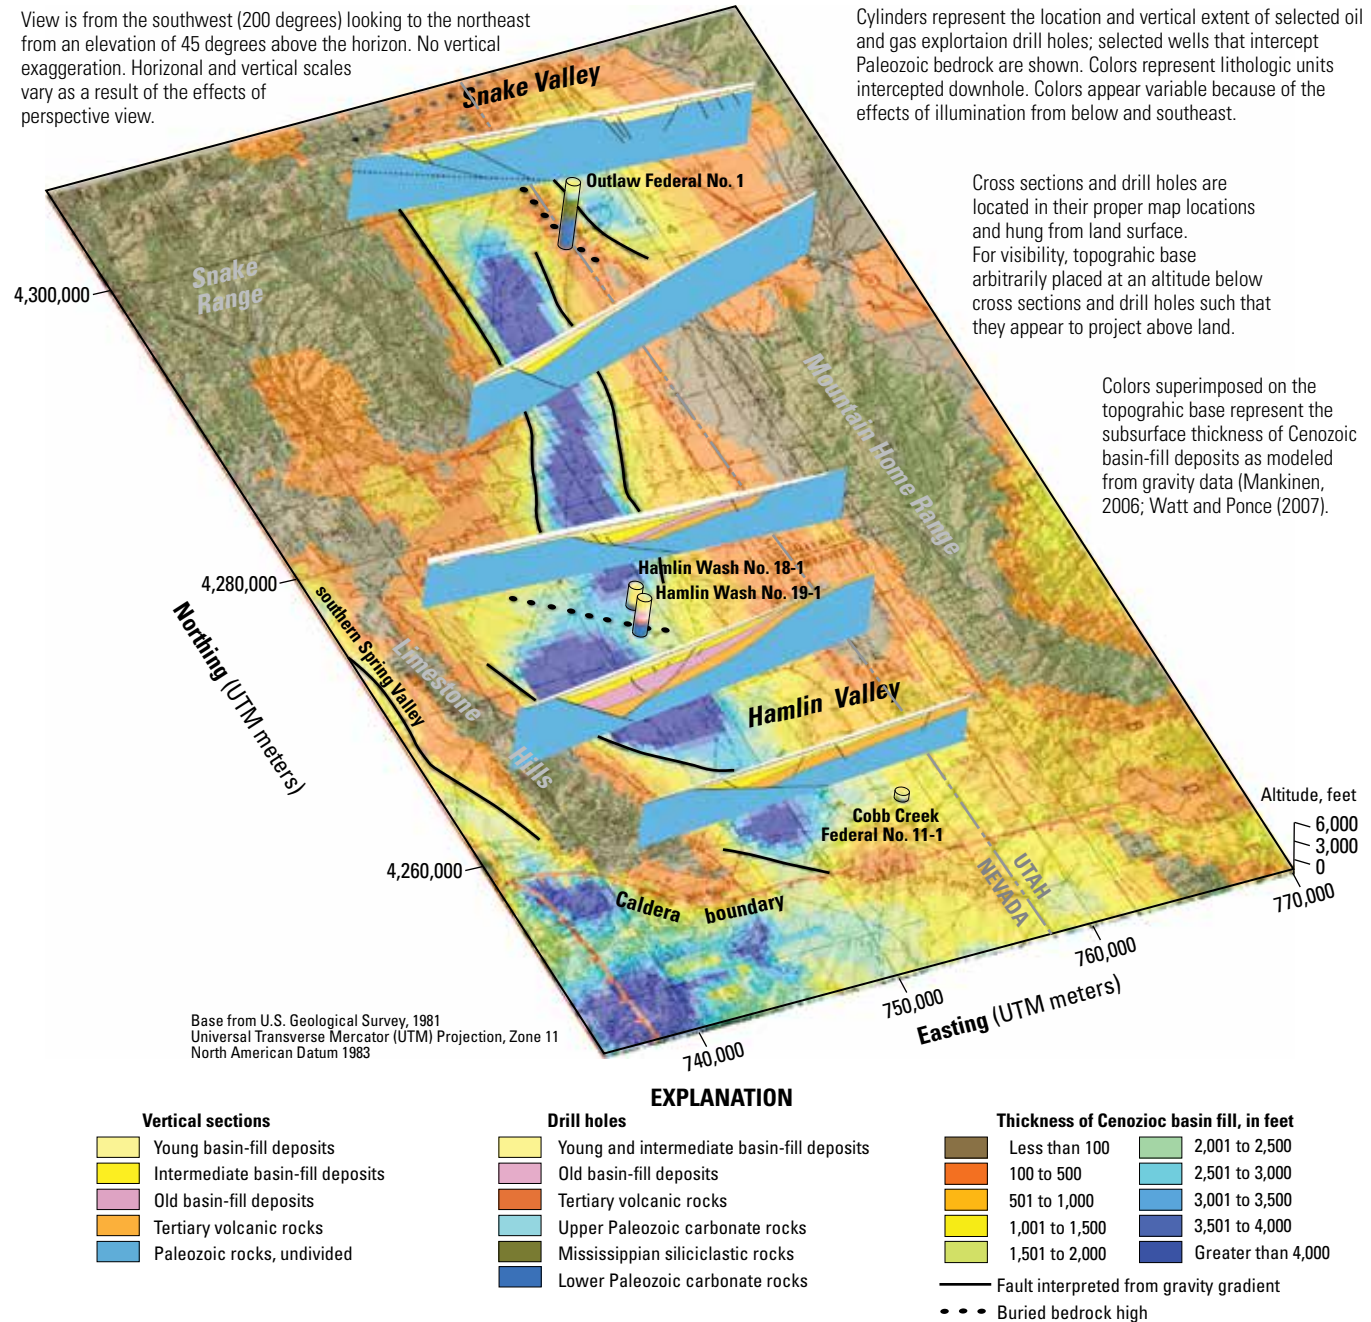 View is from the southwest (200 degrees) looking to the northeast
from an elevation of 45 degrees above the horizon. No vertical
exaggeration. Horizonal and vertical scales
vary as a result of the effects of
perspective view.
Cylinders represent the location and vertical extent of selected oil
and gas explortaion drill holes; selected wells that intercept
Paleozoic bedrock are shown. Colors represent lithologic units
intercepted downhole. Colors appear variable because of the
effects of illumination from below and southeast.
Cross sections and drill holes are
located in their proper map locations
and hung from land surface.
For visibility, topograhic base
arbitrarily placed at an altitude below
cross sections and drill holes such that
they appear to project above land.
Colors superimposed on the
topograhic base represent the
subsurface thickness of Cenozoic
basin-fill deposits as modeled
from gravity data (Mankinen,
2006; Watt and Ponce (2007).
Snake Valley
Outlaw Federal No. 1
Snake
Range
4,300,000
Mountain Home Range
Hamlin Wash No. 18-1
Hamlin Wash No. 19-1
4,280,000
southern Spring Valley
Northing (UTM meters)
Limestone
Hills
Hamlin Valley
Cobb Creek
Federal No. 11-1
Altitude, feet
6,000
3,000
0
4,260,000
UTAH
NEVADA
Caldera boundary
770,000
760,000
750,000
740,000
Easting (UTM meters)
Base from U.S. Geological Survey, 1981
Universal Transverse Mercator (UTM) Projection, Zone 11
North American Datum 1983
EXPLANATION
Vertical sections
Young basin-fill deposits
Intermediate basin-fill deposits
Old basin-fill deposits
Tertiary volcanic rocks
Paleozoic rocks, undivided
Drill holes
Young and intermediate basin-fill deposits
Old basin-fill deposits
Tertiary volcanic rocks
Upper Paleozoic carbonate rocks
Mississippian siliciclastic rocks
Lower Paleozoic carbonate rocks
Thickness of Cenozioc basin fill, in feet
Less than 100
100 to 500
501 to 1,000
1,001 to 1,500
1,501 to 2,000
2,001 to 2,500
2,501 to 3,000
3,001 to 3,500
3,501 to 4,000
Greater than 4,000
Fault interpreted from gravity gradient
Buried bedrock high